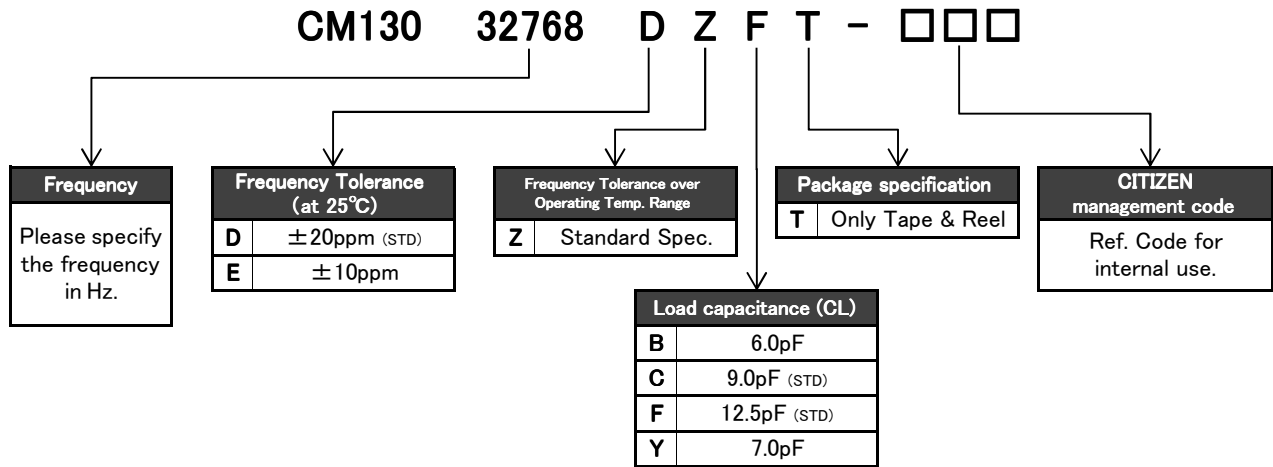 CM130 32768 D Z F T - □□□
Frequency
Please specify
the frequency
in Hz.
Frequency Tolerance
(at 25℃)
D ±20ppm (STD)
E ±10ppm
Frequency Tolerance over
Operating Temp. Range
Z Standard Spec.
Package specification
T Only Tape & Reel
CITIZEN
management code
Ref. Code for
internal use.
Load capacitance (CL)
B 6.0pF
C 9.0pF (STD)
F 12.5pF (STD)
Y 7.0pF